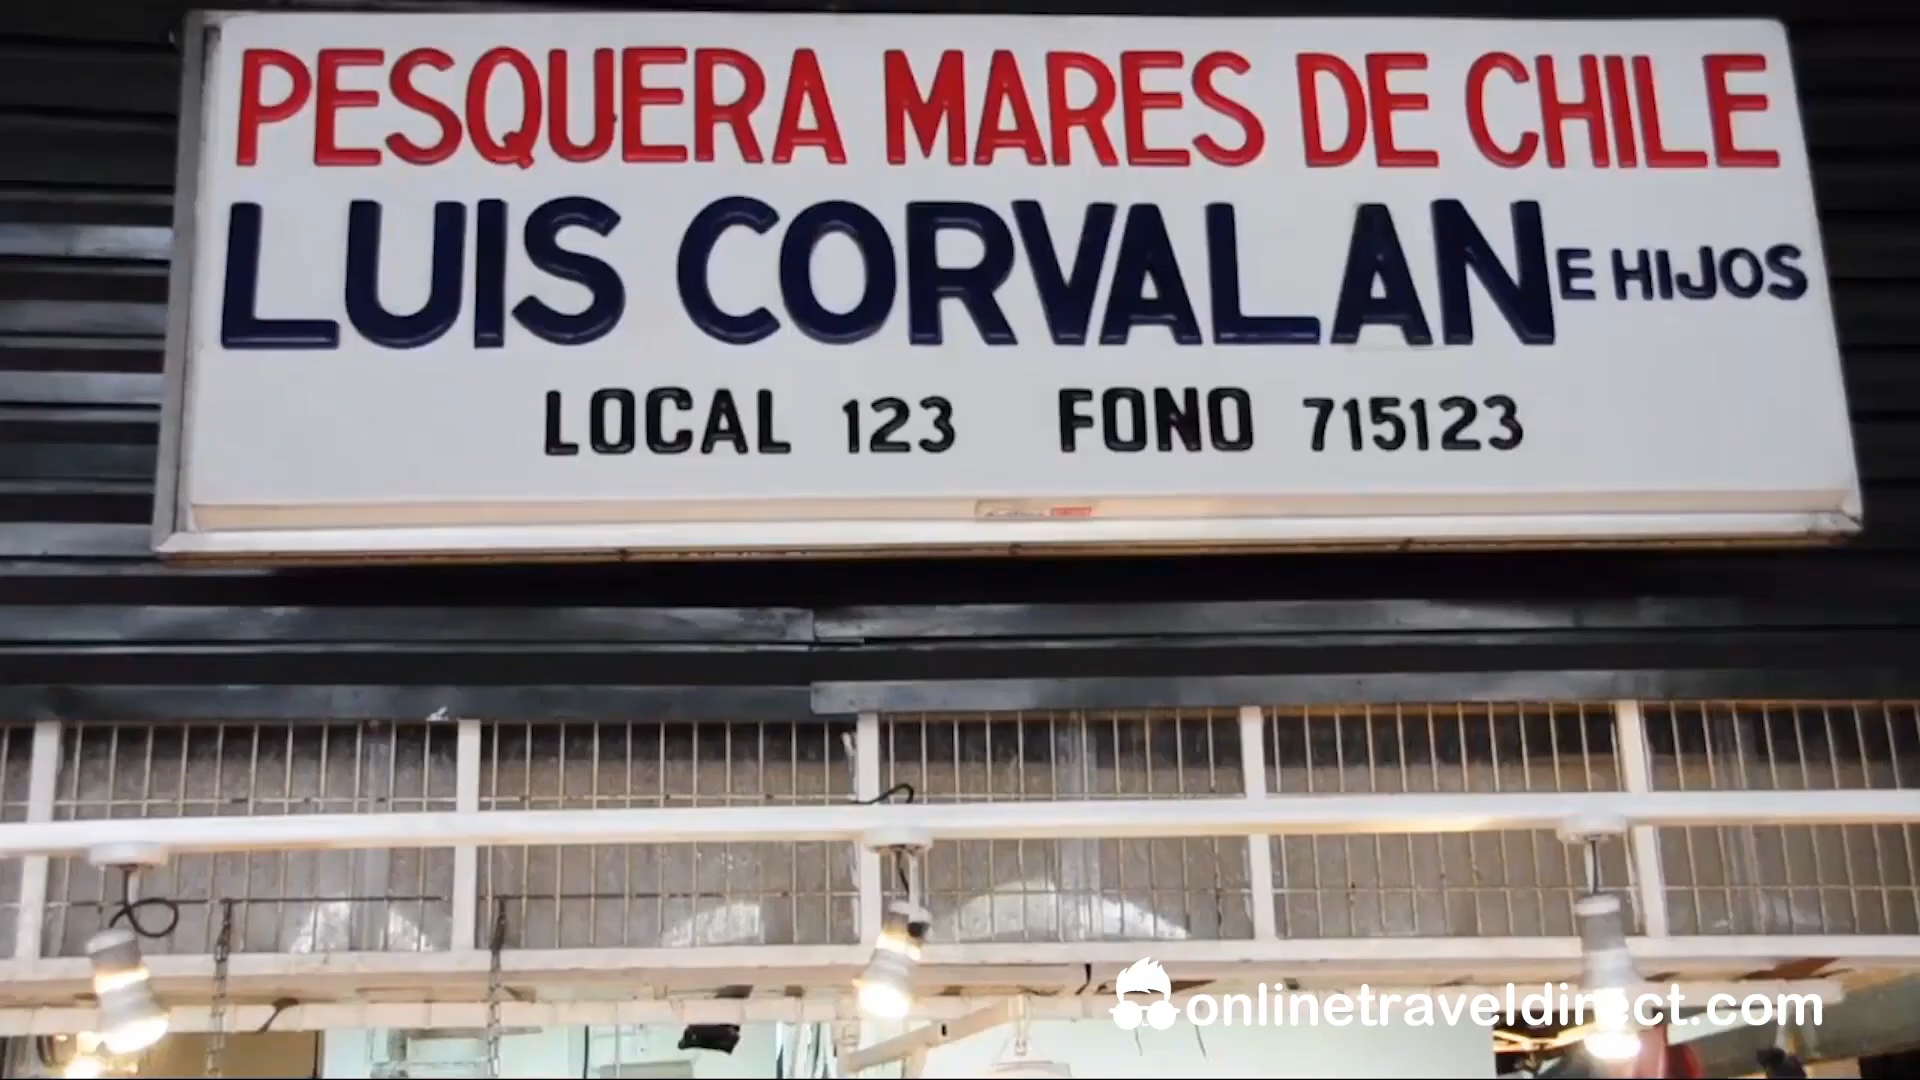 PESQUERA MARES DE CHILE
LUIS CORVALAN E HIJOS
LOCAL 123 FONO 715123
onlinetraveldirect.com